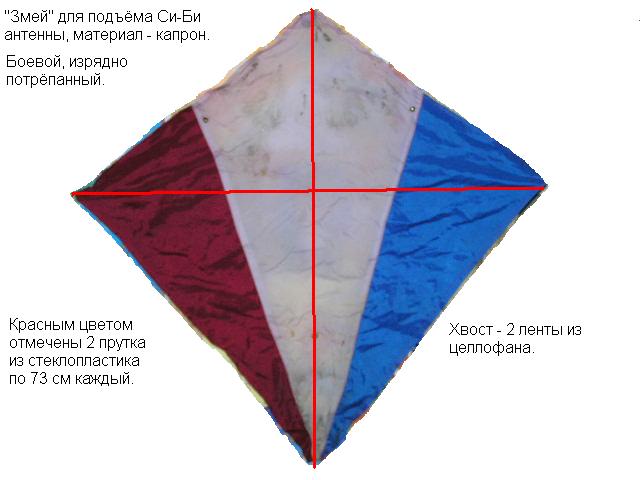 "Змей" для подъёма Си-Би
антенны, материал - капрон.
Боевой, изрядно
потрёпанный.
Красным цветом
отмечены 2 прутка
из стеклопластика
по 73 см каждый.
Хвост - 2 ленты из
целлофана.